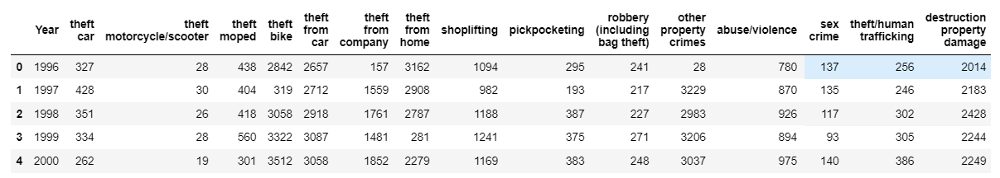 Year theft car theft motorcycle/scooter theft moped theft bike theft from car theft from company theft from home shoplifting pickpocketing robbery (including bag theft) other property crimes abuse/violence sex crime theft/human trafficking destruction property damage
0 1996 327 28 438 2842 2657 157 3162 1094 295 241 28 780 137 256 2014
1 1997 428 30 404 319 2712 1559 2908 982 193 217 3229 870 135 246 2183
2 1998 351 26 418 3058 2918 1761 2787 1188 387 227 2983 926 117 302 2428
3 1999 334 28 560 3322 3087 1481 281 1241 375 271 3206 894 93 305 2244
4 2000 262 19 301 3512 3058 1852 2279 1169 383 248 3037 975 140 386 2249